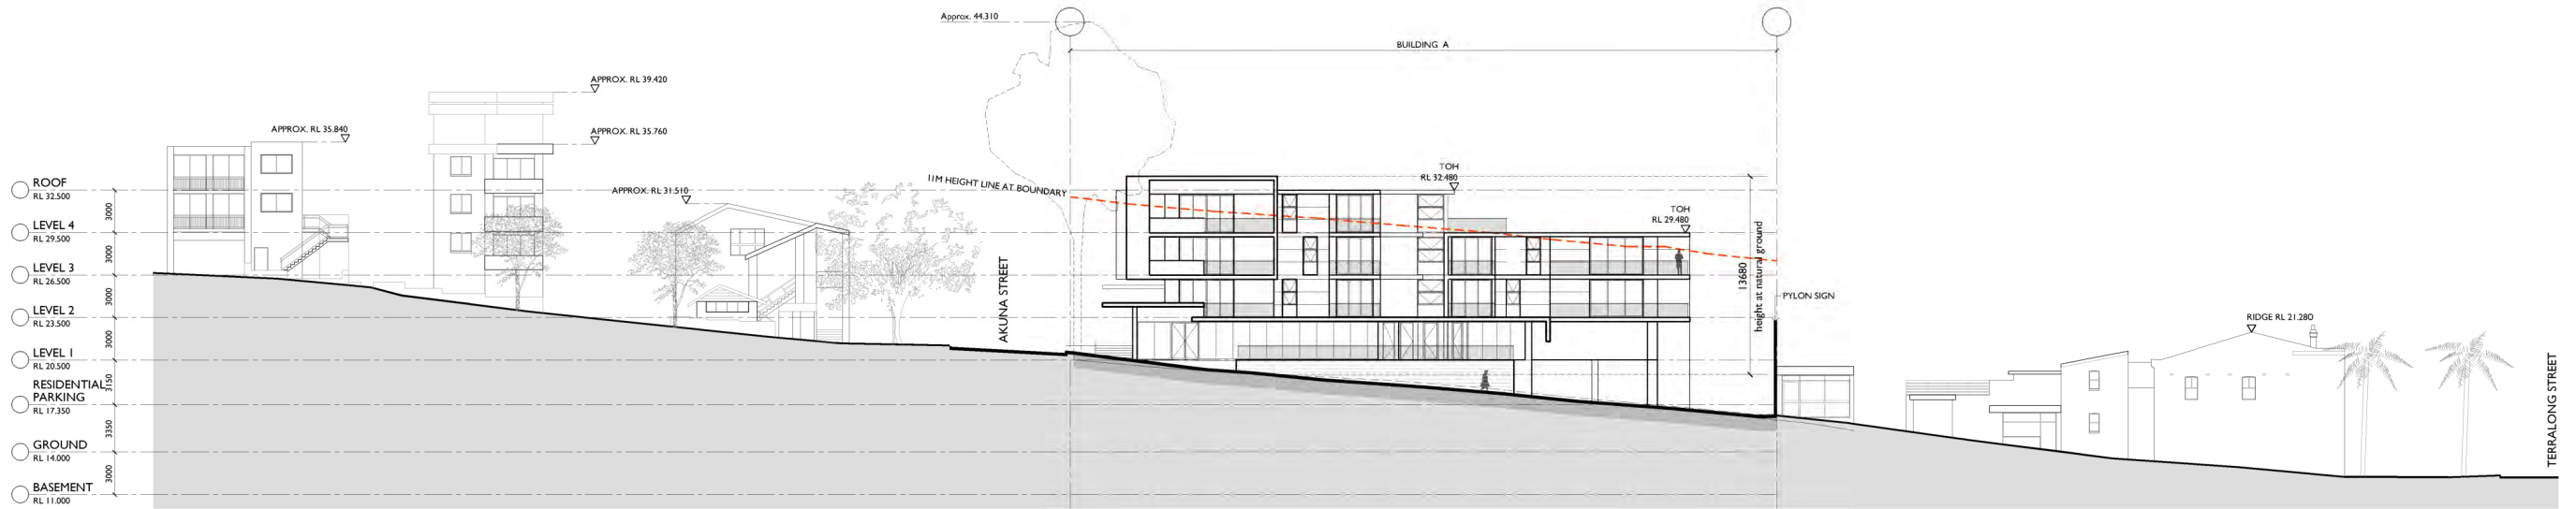 Approx. 44.310
BUILDING A
APPROX. RL 39.420
APPROX. RL 35.840
APPROX. RL 35.760
APPROX. RL 31.510
11M HEIGHT LINE AT BOUNDARY
TOH
RL 32.480
TOH
RL 29.480
ROOF
RL 32.500
3000
LEVEL 4
RL 29.500
3000
LEVEL 3
RL 26.500
3000
LEVEL 2
RL 23.500
3000
LEVEL 1
RL 20.500
3150
RESIDENTIAL
PARKING
RL 17.350
3350
GROUND
RL 14.000
3000
BASEMENT
RL 11.000
AKUNA STREET
13680
height at natural ground
PYLON SIGN
RIDGE RL 21.280
TERRALONG STREET